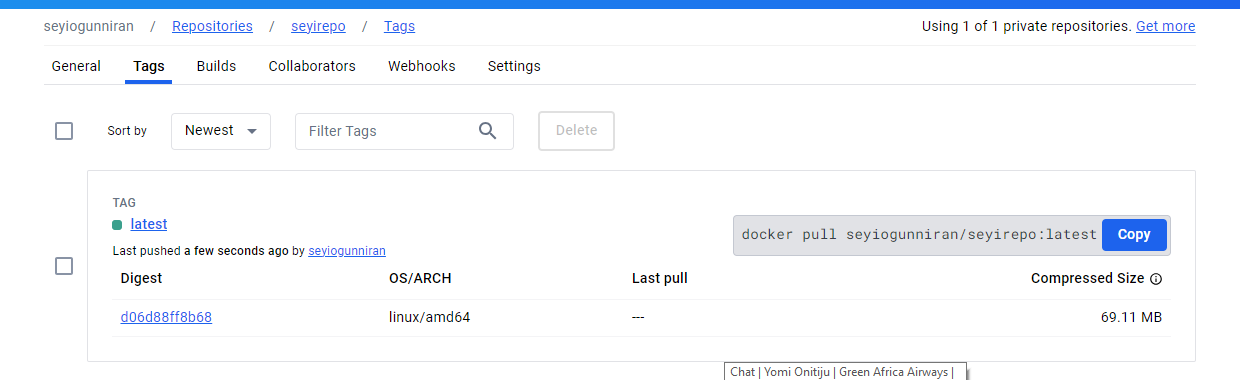 seyiogunniran / Repositories / seyirepo / Tags
Using 1 of 1 private repositories. Get more
General Tags Builds Collaborators Webhooks Settings
Sort by Newest Filter Tags Delete
TAG
latest
docker pull seyiogunniran/seyirepo:latest Copy
Last pushed a few seconds ago by seyiogunniran
Digest OS/ARCH Last pull Compressed Size
d06d88ff8b68 linux/amd64 --- 69.11 MB
Chat | Yomi Onitiju | Green Africa Airways |